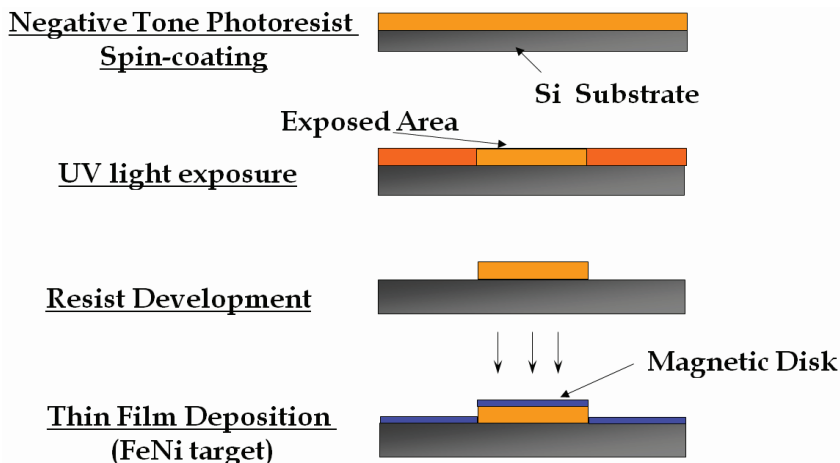 Negative Tone Photoresist
Spin-coating
Si Substrate
Exposed Area
UV light exposure
Resist Development
Magnetic Disk
Thin Film Deposition
(FeNi target)